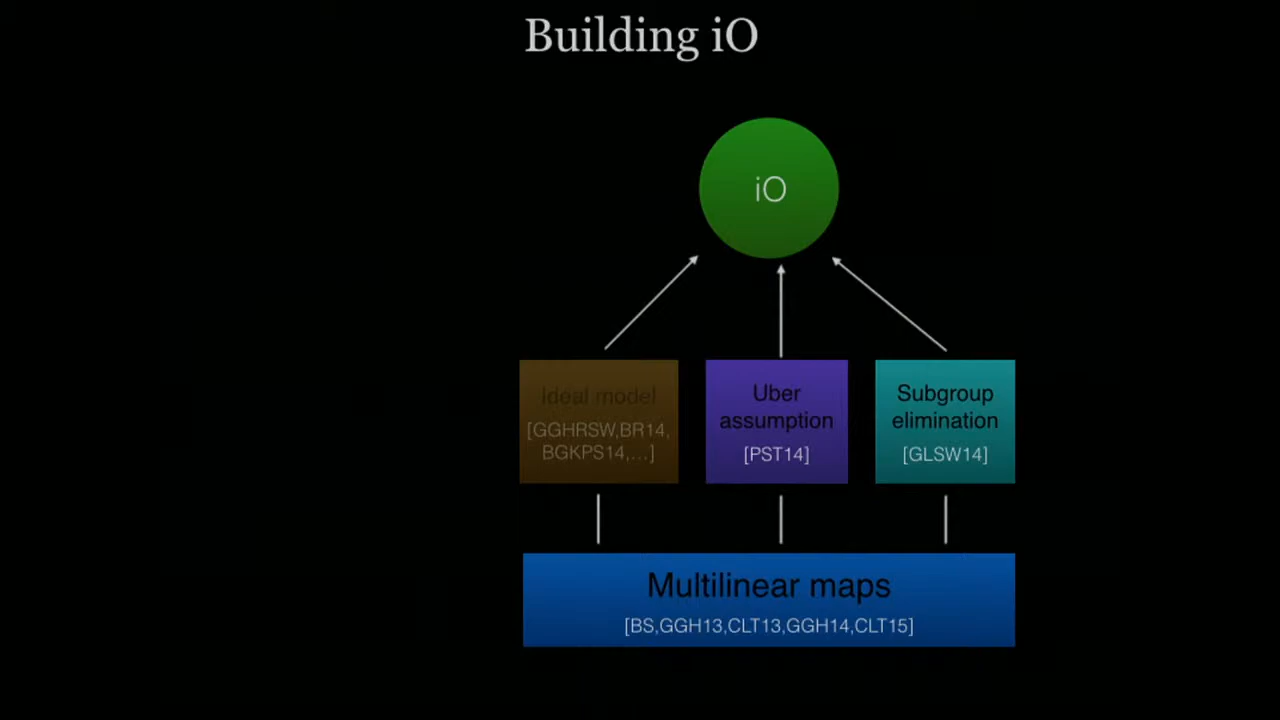 Building iO
iO
Ideal model
[GGHRSW,BR14,
BGKPS14,...]
Uber
assumption
[PST14]
Subgroup
elimination
[GLSW14]
Multilinear maps
[BS,GGH13,CLT13,GGH14,CLT15]